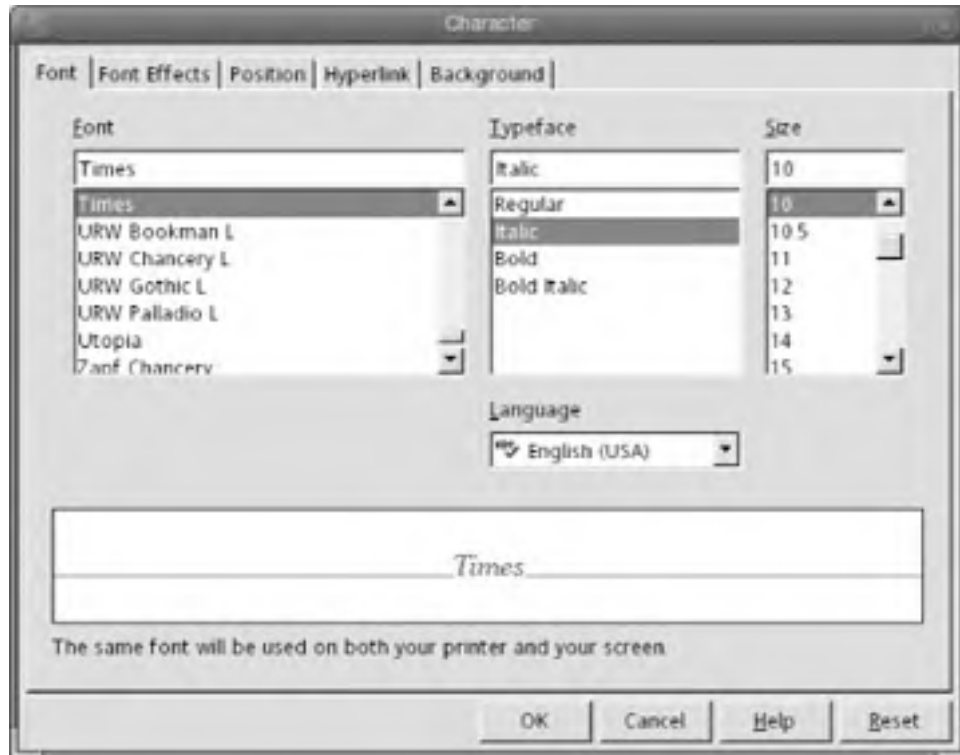 Character
Font Font Effects Position Hyperlink Background
Font
Times
Times
URW Bookman L
URW Chancery L
URW Gothic L
URW Palladio L
Utopia
Zapf Chancery
Typeface
Italic
Regular
Italic
Bold
Bold Italic
Size
10
10
10.5
11
12
13
14
15
Language
English (USA)
Times
The same font will be used on both your printer and your screen.
OK Cancel Help Reset